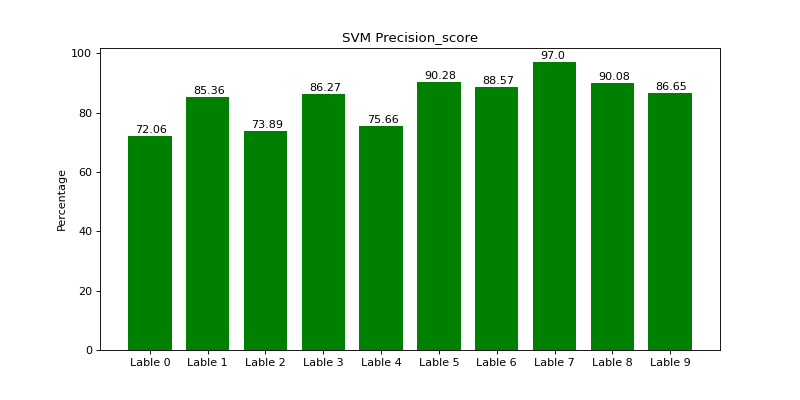 SVM Precision_score
Percentage
100
80
60
40
20
0
72.06
85.36
73.89
86.27
75.66
90.28
88.57
97.0
90.08
86.65
Lable 0
Lable 1
Lable 2
Lable 3
Lable 4
Lable 5
Lable 6
Lable 7
Lable 8
Lable 9